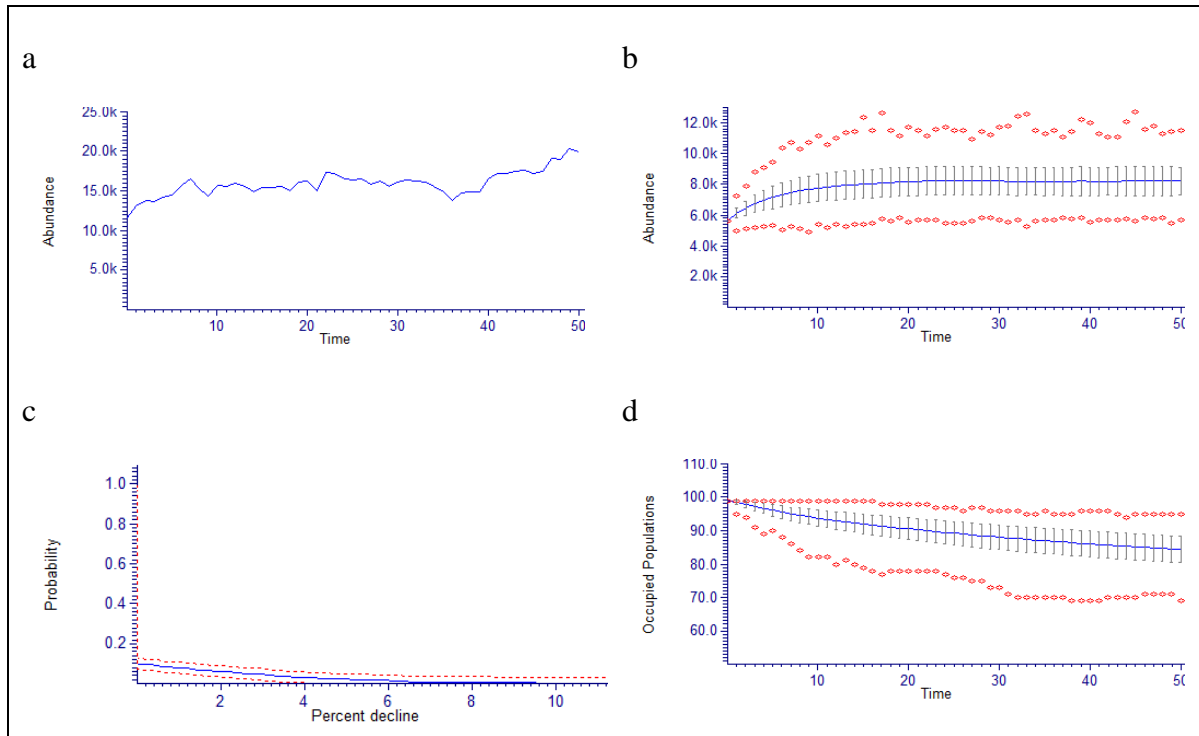 a
25.0k
20.0k
15.0k
10.0k
5.0k
Abundance
10 20 30 40 50
Time
b
12.0k
10.0k
8.0k
6.0k
4.0k
2.0k
Abundance
10 20 30 40 50
Time
c
1.0
0.8
0.6
0.4
0.2
Probability
2 4 6 8 10
Percent decline
d
110.0
100.0
90.0
80.0
70.0
60.0
Occupied Populations
10 20 30 40 50
Time